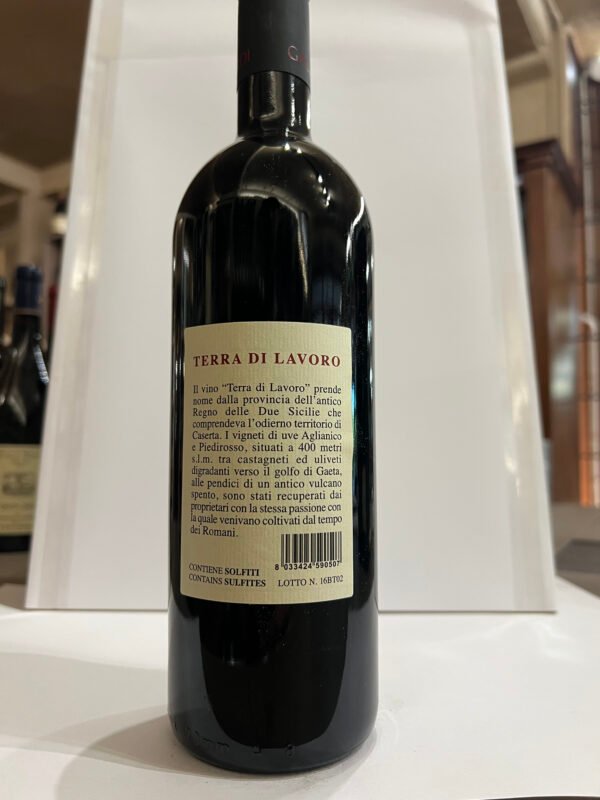 TERRA DI LAVORO
Il vino “Terra di Lavoro” prende
nome dalla provincia dell’antico
Regno delle Due Sicilie che
comprendeva l’odierno territorio di
Caserta. I vigneti di uve Aglianico
e Piedirosso, situati a 400 metri
s.l.m. tra castagneti ed uliveti
digradanti verso il golfo di Gaeta,
alle pendici di un antico vulcano
spento, sono stati recuperati dai
proprietari con la stessa passione con
la quale venivano coltivati dal tempo
dei Romani.
8 033424 590507
CONTIENE SOLFITI
CONTAINS SULFITES LOTTO N. 16BT02